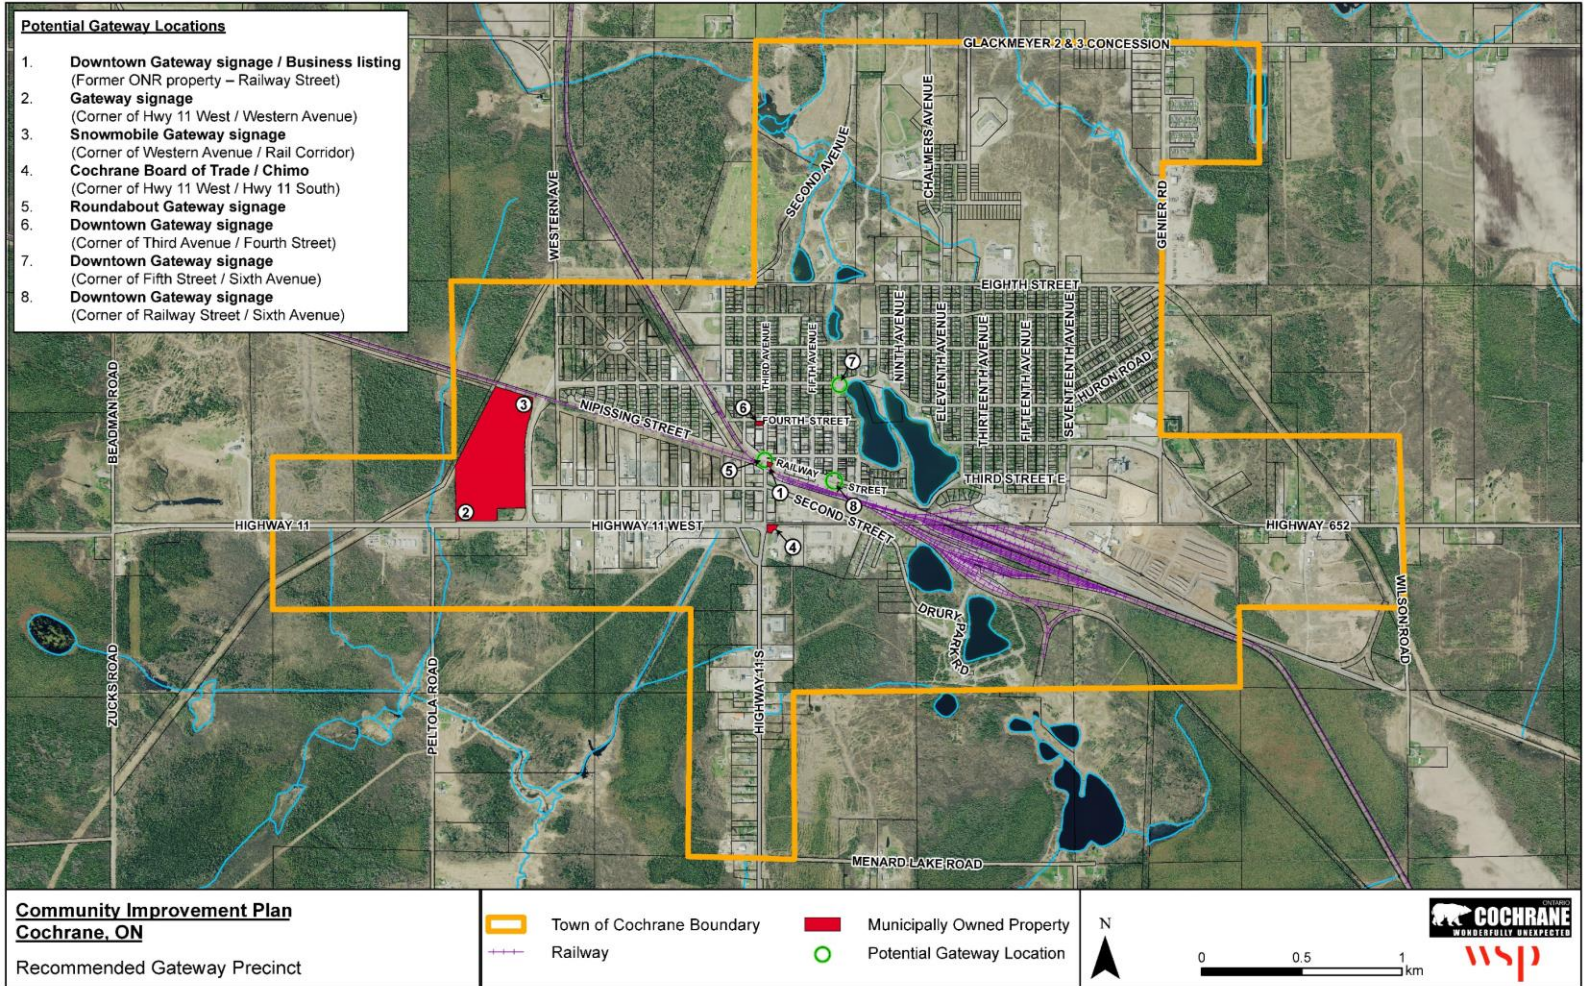 Potential Gateway Locations
1. Downtown Gateway signage / Business listing
(Former ONR property – Railway Street)
2. Gateway signage
(Corner of Hwy 11 West / Western Avenue)
3. Snowmobile Gateway signage
(Corner of Western Avenue / Rail Corridor)
4. Cochrane Board of Trade / Chimo
(Corner of Hwy 11 West / Hwy 11 South)
5. Roundabout Gateway signage
6. Downtown Gateway signage
(Corner of Third Avenue / Fourth Street)
7. Downtown Gateway signage
(Corner of Fifth Street / Sixth Avenue)
8. Downtown Gateway signage
(Corner of Railway Street / Sixth Avenue)
GLACKMEYER 2 & 3 CONCESSION
CHALMERS AVENUE
SECOND AVENUE
WESTERN AVE
GENIER RD
EIGHTH STREET
THIRD AVENUE
FIFTH AVENUE
NINTH AVENUE
ELEVENTH AVENUE
THIRTEENTH AVENUE
FIFTEENTH AVENUE
SEVENTEENTH AVENUE
HURON ROAD
BEADMAN ROAD
7
3
6
NIPISSING STREET
FOURTH STREET
5
RAILWAY
STREET
THIRD STREET E
1
8
2
SECOND STREET
HIGHWAY 11
HIGHWAY 11 WEST
4
HIGHWAY 652
WILSON ROAD
DRURY
PARK RD
ZUCKS ROAD
PELTOLA ROAD
HIGHWAY 11 S
MENARD LAKE ROAD
Community Improvement Plan
Cochrane, ON
Recommended Gateway Precinct
Town of Cochrane Boundary
Railway
Municipally Owned Property
Potential Gateway Location
N
0 0.5 1
km
ONTARIO
COCHRANE
WONDERFULLY UNEXPECTED
wsp